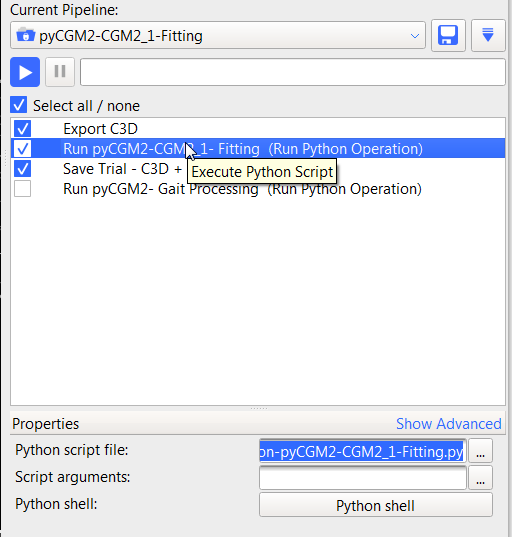 Current Pipeline:
pyCGM2-CGM2_1-Fitting
Select all / none
Export C3D
Run pyCGM2-CGM2_1- Fitting (Run Python Operation)
Save Trial - C3D +
Execute Python Script
Run pyCGM2- Gait Processing (Run Python Operation)
Properties
Show Advanced
Python script file:
on-pyCGM2-CGM2_1-Fitting.py
...
Script arguments:
...
Python shell:
Python shell